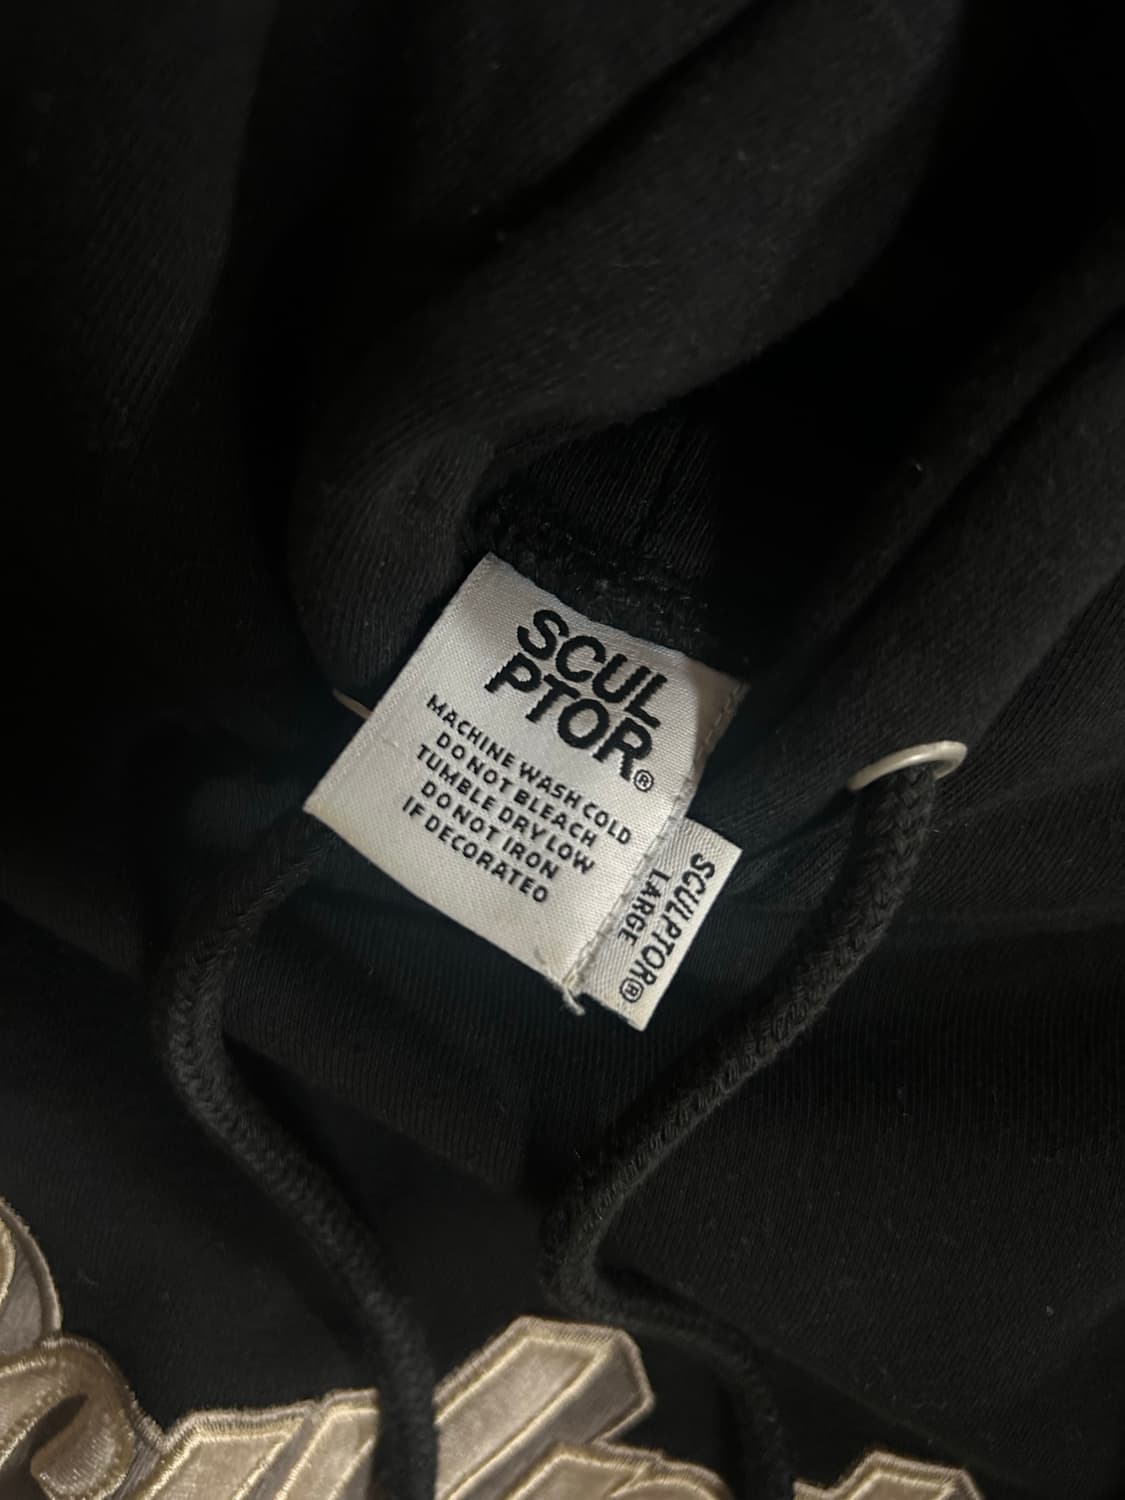 SCUL
PTOR®
MACHINE WASH COLD
DO NOT BLEACH
TUMBLE DRY LOW
DO NOT IRON
IF DECORATED
SCULPTOR®
LARGE